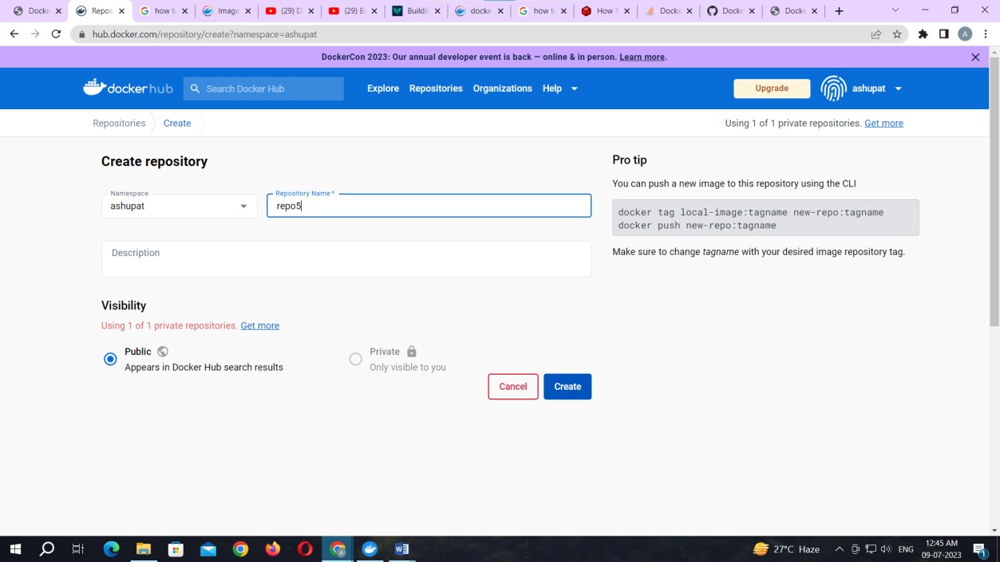 Docke
Repos
how t
Image
(29) D
(29) B
Buildi
docke
how to
How T
Docke
Docke
Docke
hub.docker.com/repository/create?namespace=ashupat
A
DockerCon 2023: Our annual developer event is back — online & in person. Learn more.
docker hub
Search Docker Hub
Explore
Repositories
Organizations
Help
Upgrade
ashupat
Repositories
Create
Using 1 of 1 private repositories. Get more
Create repository
Namespace
ashupat
Repository Name *
repo5
Description
Visibility
Using 1 of 1 private repositories. Get more
Public
Appears in Docker Hub search results
Private
Only visible to you
Cancel
Create
Pro tip
You can push a new image to this repository using the CLI
docker tag local-image:tagname new-repo:tagname
docker push new-repo:tagname
Make sure to change tagname with your desired image repository tag.
27°C Haze
ENG
12:45 AM
09-07-2023
1